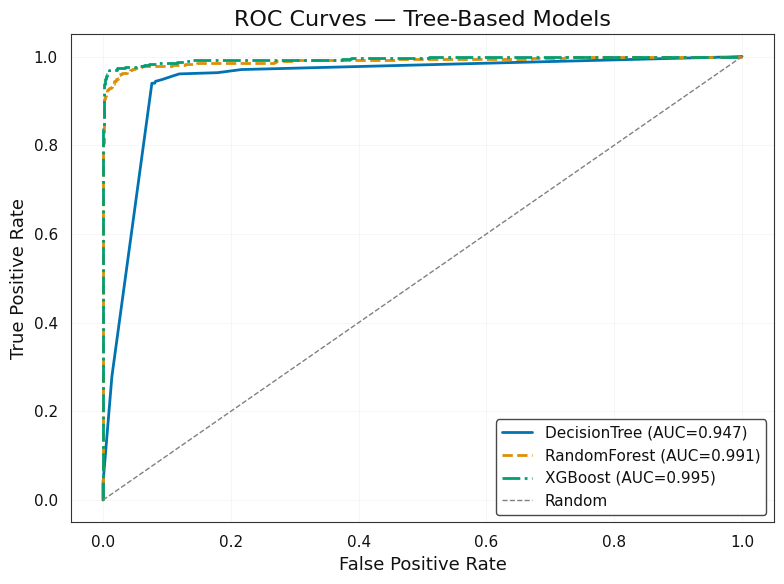 ROC Curves — Tree-Based Models
True Positive Rate
1.0
0.8
0.6
0.4
0.2
0.0
0.0 0.2 0.4 0.6 0.8 1.0
False Positive Rate
DecisionTree (AUC=0.947)
RandomForest (AUC=0.991)
XGBoost (AUC=0.995)
Random